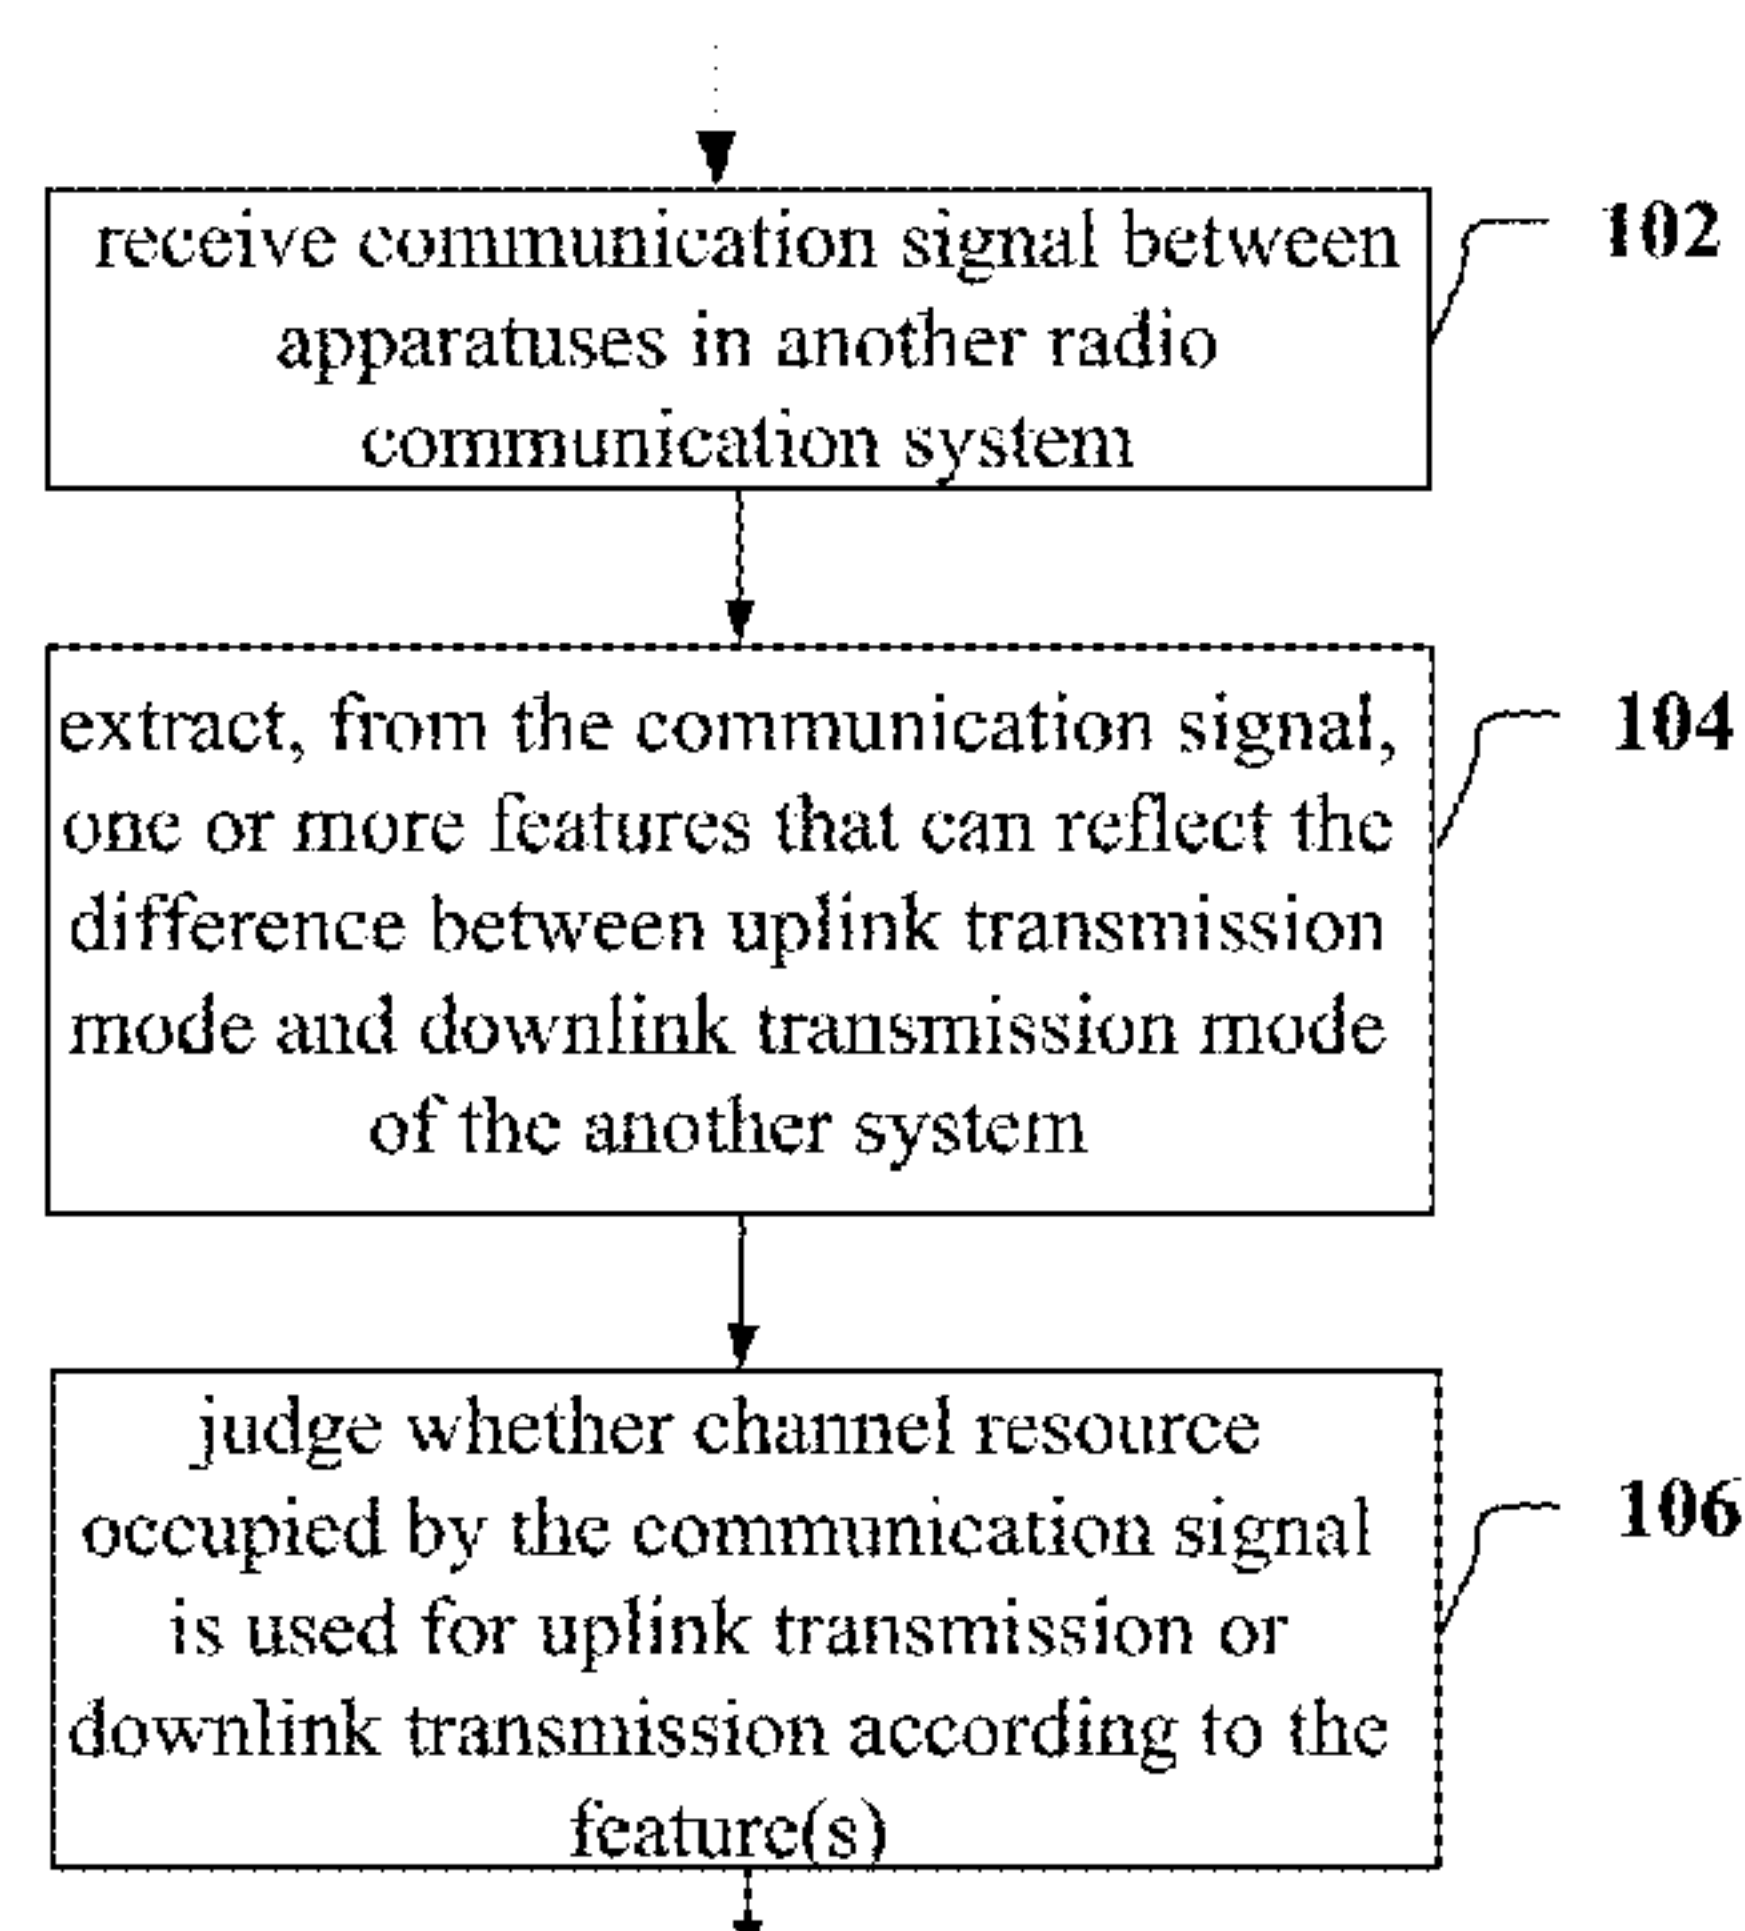 receive communication signal between
apparatuses in another radio
communication system
102
extract, from the communication signal,
one or more features that can reflect the
difference between uplink transmission
mode and downlink transmission mode
of the another system
104
judge whether channel resource
occupied by the communication signal
is used for uplink transmission or
downlink transmission according to the
feature(s)
106